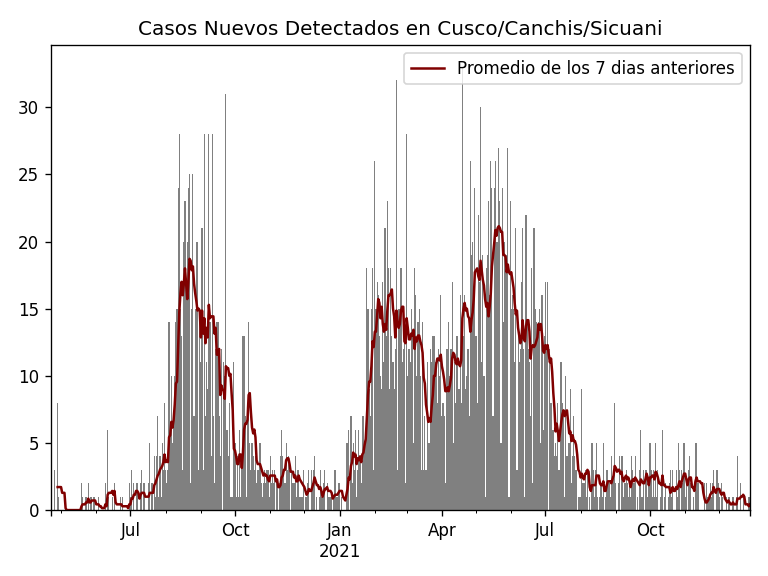 Casos Nuevos Detectados en Cusco/Canchis/Sicuani
Promedio de los 7 dias anteriores
30
25
20
15
10
5
0
Jul Oct Jan Apr Jul Oct
2021